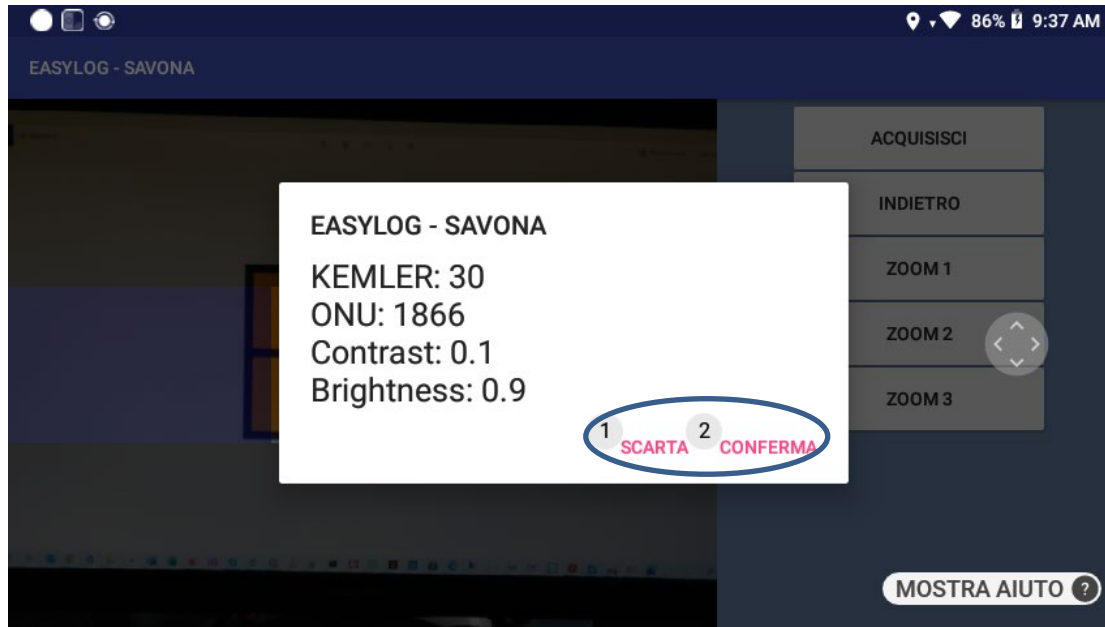 86% 9:37 AM
EASYLOG - SAVONA
ACQUISISCI
INDIETRO
ZOOM 1
ZOOM 2
ZOOM 3
EASYLOG - SAVONA
KEMLER: 30
ONU: 1866
Contrast: 0.1
Brightness: 0.9
1 SCARTA 2 CONFERMA
MOSTRA AIUTO ?